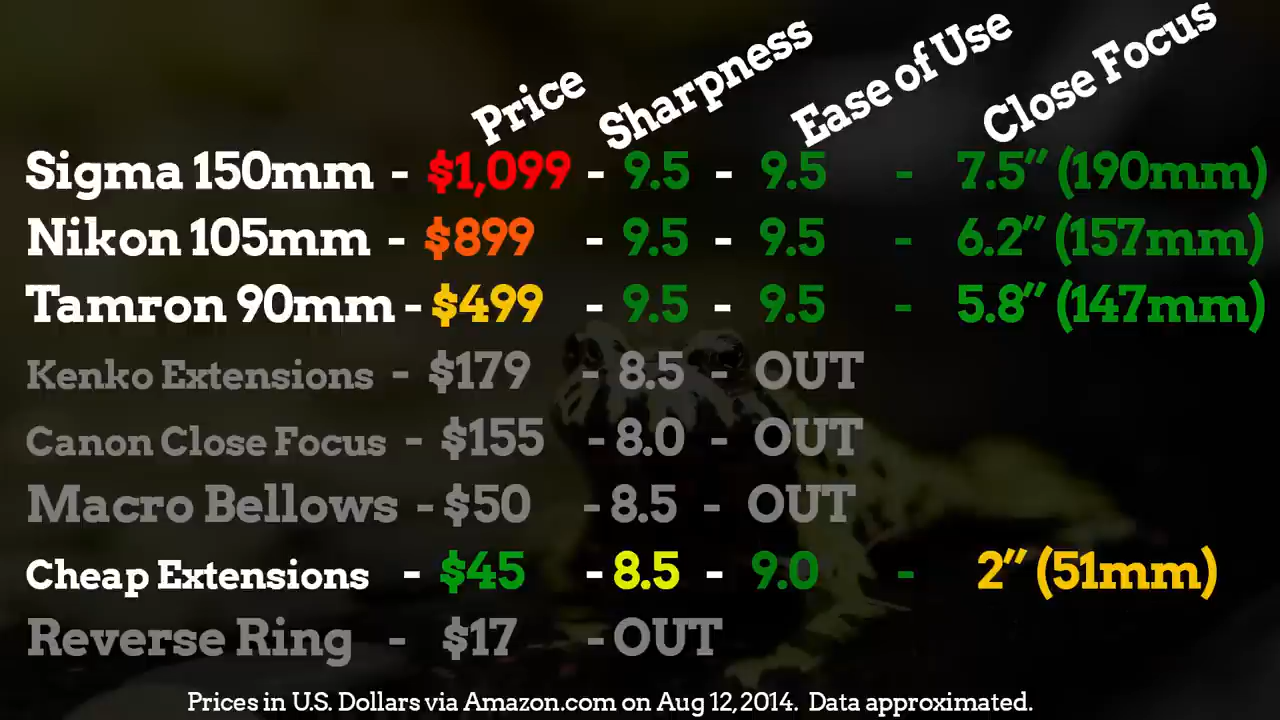 Price Sharpness Ease of Use Close Focus
Sigma 150mm - $1,099 - 9.5 - 9.5 - 7.5" (190mm)
Nikon 105mm - $899 - 9.5 - 9.5 - 6.2" (157mm)
Tamron 90mm - $499 - 9.5 - 9.5 - 5.8" (147mm)
Kenko Extensions - $179 - 8.5 - OUT
Canon Close Focus - $155 - 8.0 - OUT
Macro Bellows - $50 - 8.5 - OUT
Cheap Extensions - $45 - 8.5 - 9.0 - 2" (51mm)
Reverse Ring - $17 - OUT
Prices in U.S. Dollars via Amazon.com on Aug 12,2014. Data approximated.